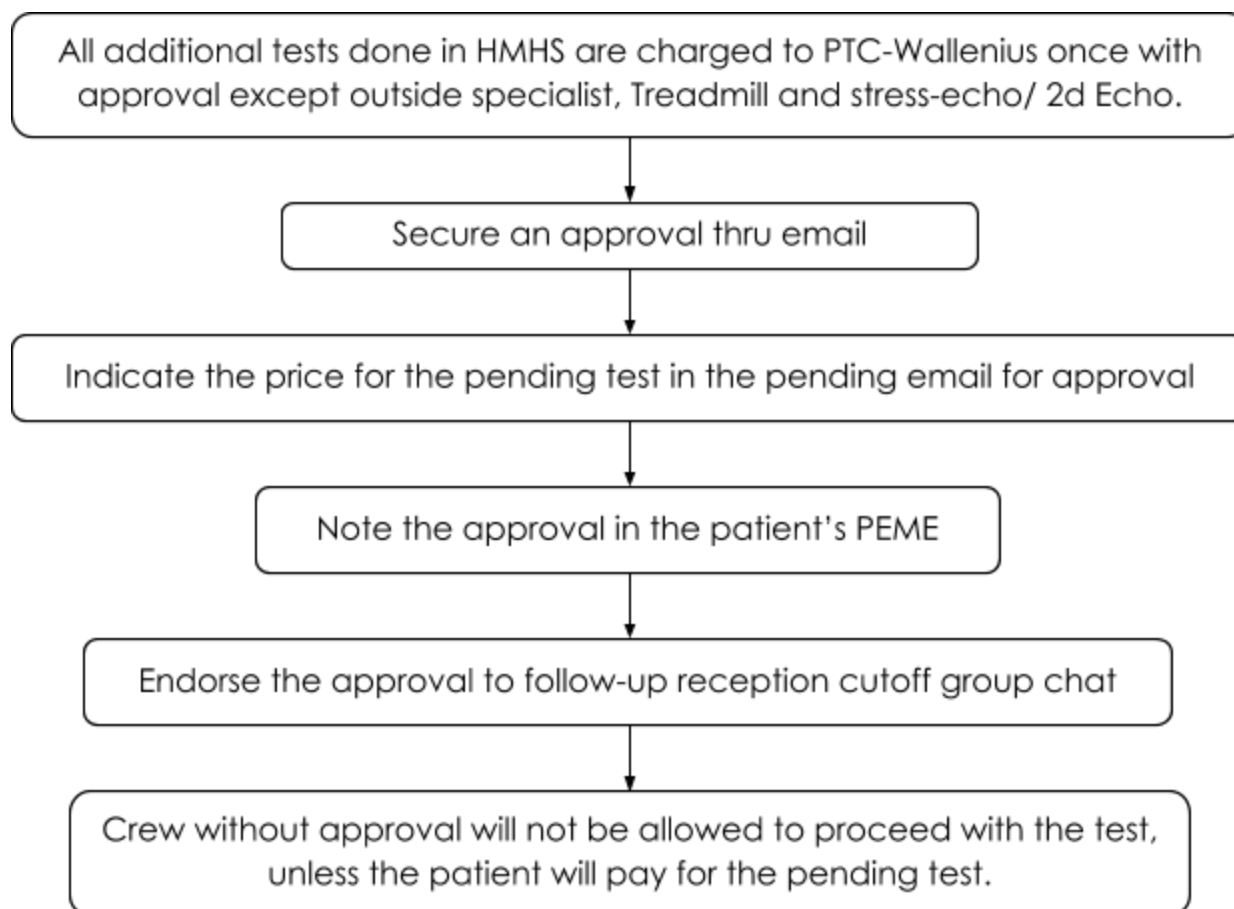 All additional tests done in HMHS are charged to PTC-Wallenius once with
approval except outside specialist, Treadmill and stress-echo/ 2d Echo.
Secure an approval thru email
Indicate the price for the pending test in the pending email for approval
Note the approval in the patient’s PEME
Endorse the approval to follow-up reception cutoff group chat
Crew without approval will not be allowed to proceed with the test,
unless the patient will pay for the pending test.